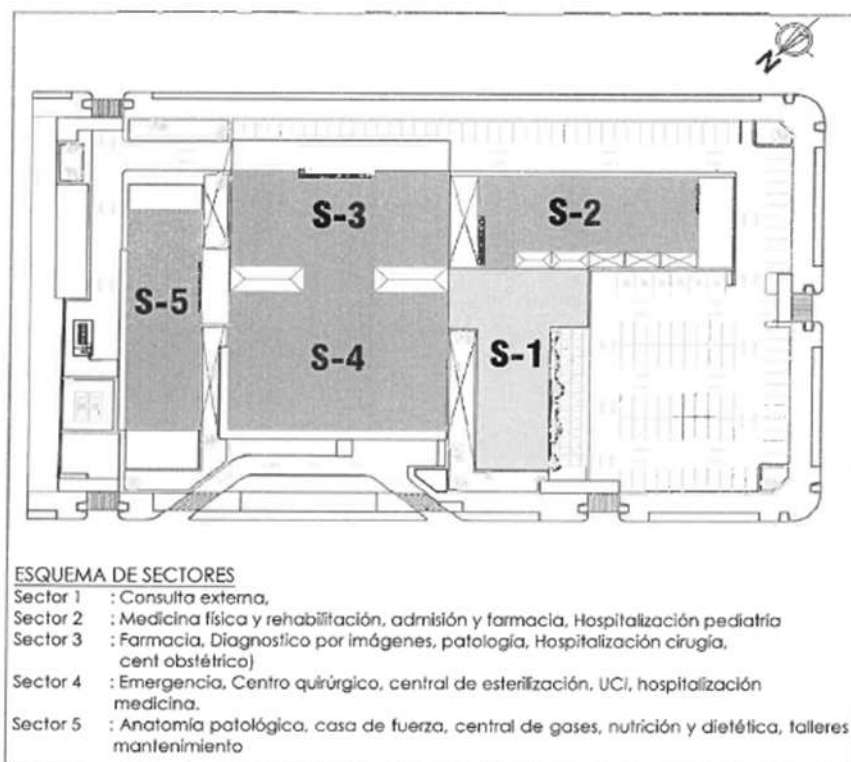 N
S-3
S-2
S-5
S-4
S-1
ESQUEMA DE SECTORES
Sector 1 : Consulta externa,
Sector 2 : Medicina física y rehabilitación, admisión y farmacia, Hospitalización pediatría
Sector 3 : Farmacia, Diagnostico por imágenes, patología, Hospitalización cirugía,
cent obstétrico)
Sector 4 : Emergencia, Centro quirúrgico, central de esterilización, UCI, hospitalización
medicina.
Sector 5 : Anatomía patológico, casa de fuerza, central de gases, nutrición y dietética, talleres
mantenimiento